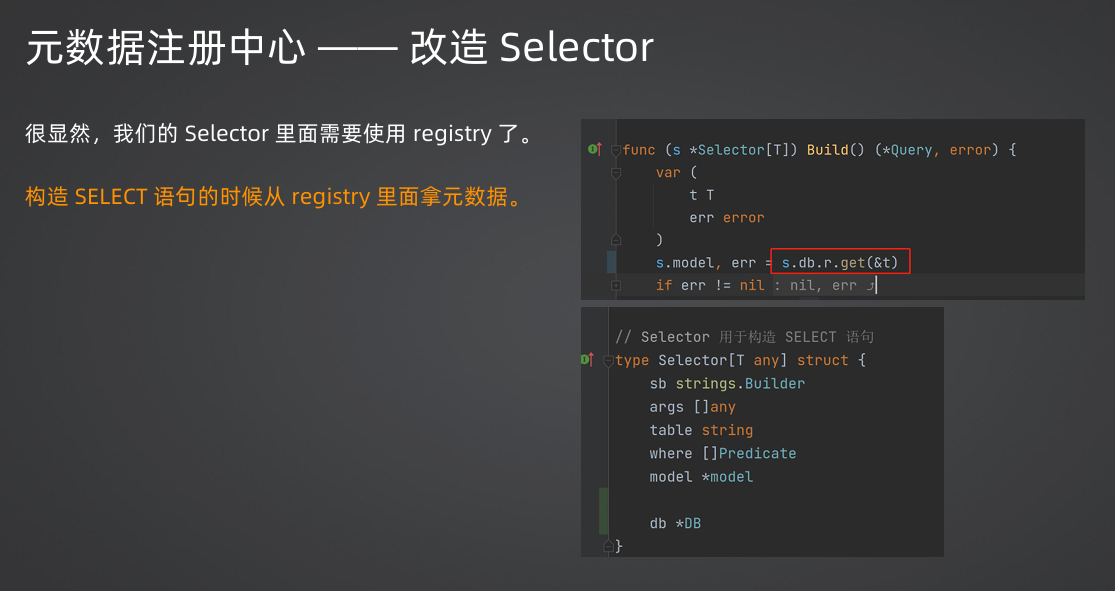 元数据注册中心 —— 改造 Selector
很显然，我们的 Selector 里面需要使用 registry 了。
构造 SELECT 语句的时候从 registry 里面拿元数据。
func (s *Selector[T]) Build() (*Query, error) {
var (
t T
err error
)
s.model, err = s.db.r.get(&t)
if err != nil : nil, err ⤴
// Selector 用于构造 SELECT 语句
type Selector[T any] struct {
sb strings.Builder
args []any
table string
where []Predicate
model *model
db *DB
}